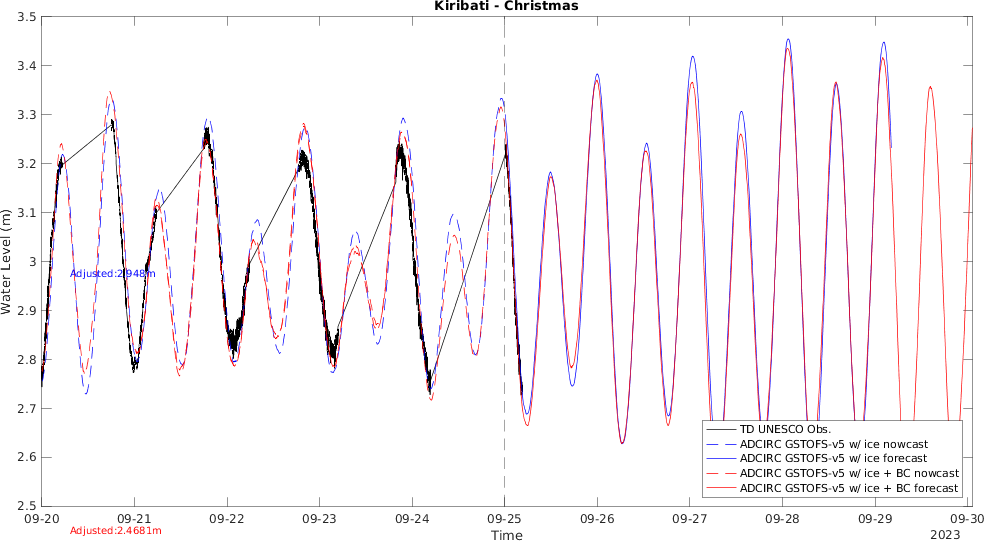 Kiribati - Christmas
3.5
3.4
3.3
3.2
3.1
3
2.9
2.8
2.7
2.6
2.5
Water Level (m)
Adjusted:2.948m
TD UNESCO Obs.
ADCIRC GSTOFS-v5 w/ ice nowcast
ADCIRC GSTOFS-v5 w/ ice forecast
ADCIRC GSTOFS-v5 w/ ice + BC nowcast
ADCIRC GSTOFS-v5 w/ ice + BC forecast
09-20 09-21 09-22 09-23 09-24 09-25 09-26 09-27 09-28 09-29 09-30
Adjusted:2.4681m
Time
2023